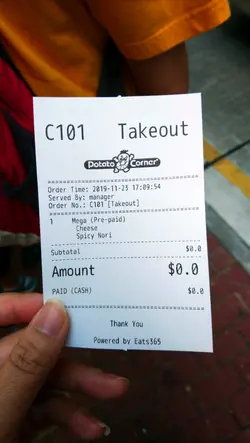 C101 Takeout
Potato Corner
Order Time: 2019-11-23 17:09:54
Served By: manager
Order No.: C101 [Takeout]
1 Mega (Pre-paid)
Cheese
Spicy Nori
Subtotal $0.0
Amount $0.0
PAID (CASH) $0.0
Thank You
Powered by Eats365